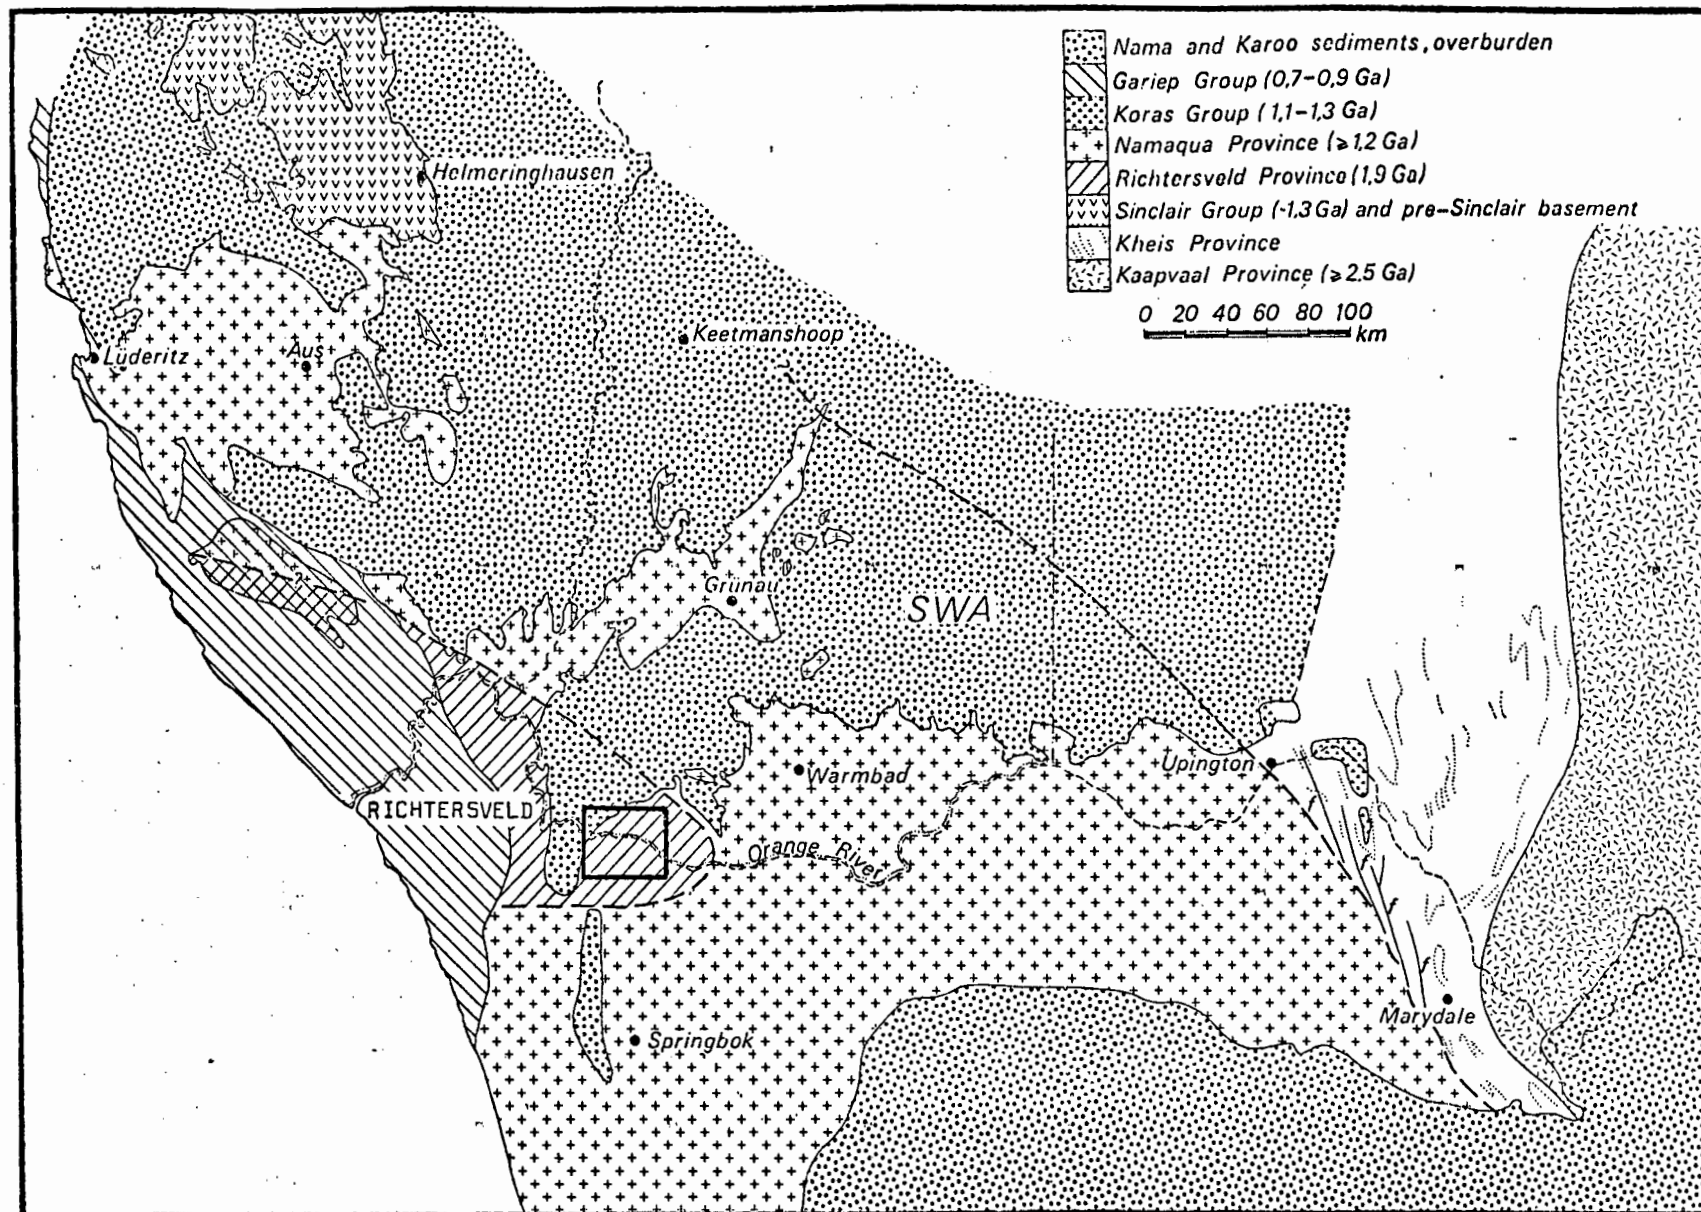 Nama and Karoo sediments, overburden
Gariep Group (0,7-0,9 Ga)
Koras Group (1,1-1,3 Ga)
Namaqua Province (≥1,2 Ga)
Richtersveld Province (1,9 Ga)
Sinclair Group (~1,3 Ga) and pre-Sinclair basement
Kheis Province
Kaapvaal Province (≥2,5 Ga)
0 20 40 60 80 100
km
Helmeringhausen
Keetmanshoop
Lüderitz
Aus
Grünau
SWA
Warmbad
Upington
RICHTERSVELD
Orange River
Marydale
Springbok
?